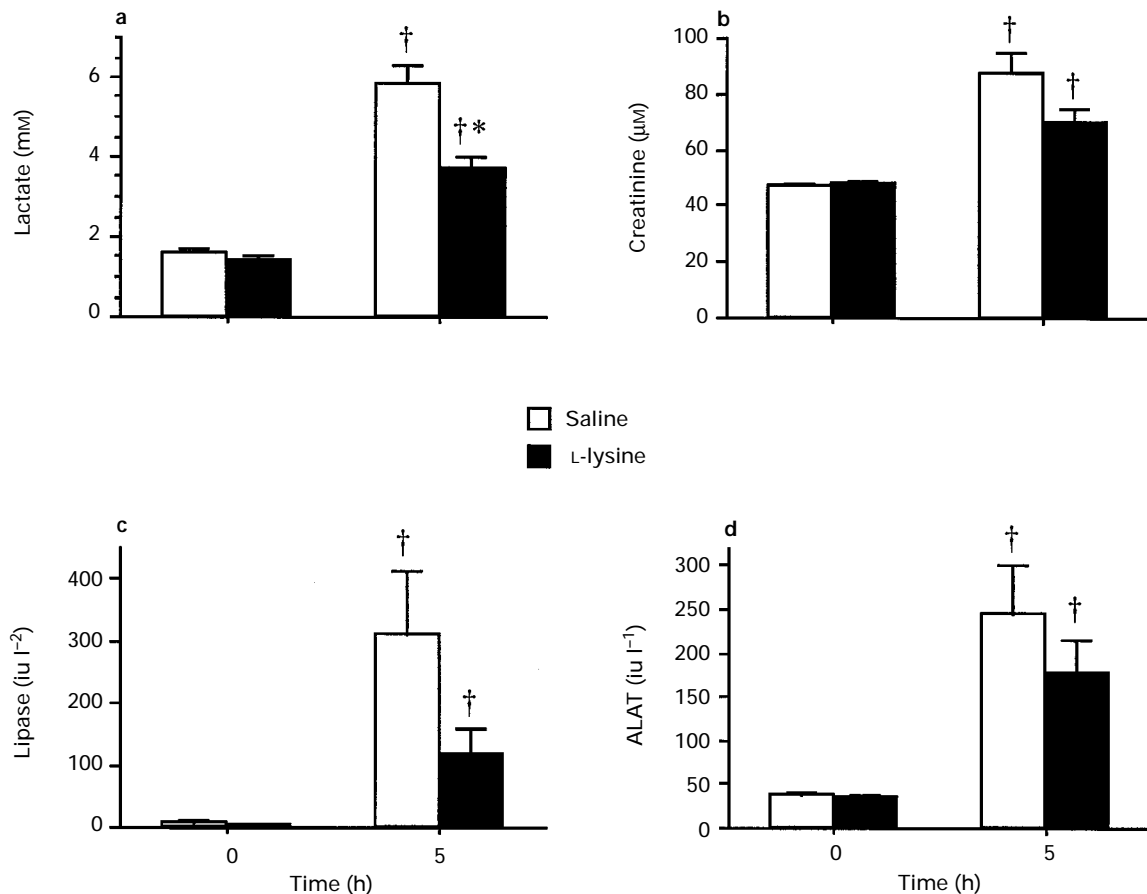 a
Lactate (mM)
6
4
2
0
†
†*
b
Creatinine (μM)
100
80
60
40
20
0
†
†
Saline
L-lysine
c
Lipase (iu l⁻²)
400
300
200
100
0
†
†
0
5
Time (h)
d
ALAT (iu l⁻¹)
300
250
200
150
100
50
0
†
†
0
5
Time (h)